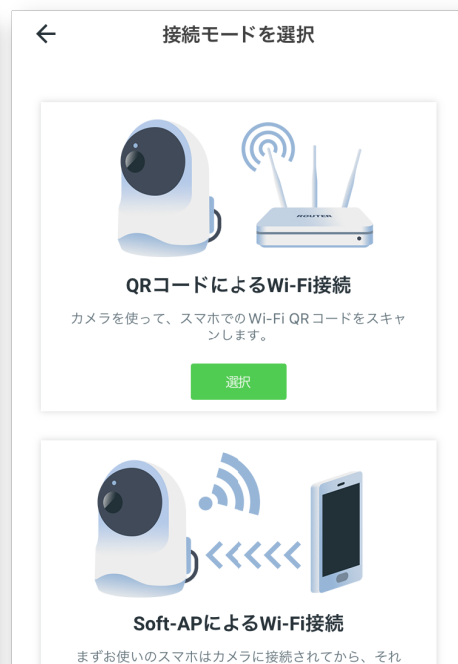 接続モードを選択
ROUTER
QRコードによるWi-Fi接続
カメラを使って、スマホでのWi-Fi QRコードをスキャ
ンします。
選択
Soft-APによるWi-Fi接続
まずお使いのスマホはカメラに接続されてから、それ